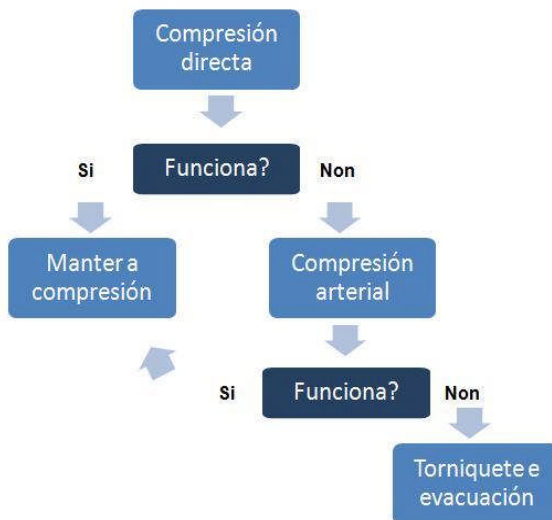 Compresión
directa
Si
Funciona?
Non
Manter a
compresión
Compresión
arterial
Si
Funciona?
Non
Torniquete e
evacuación